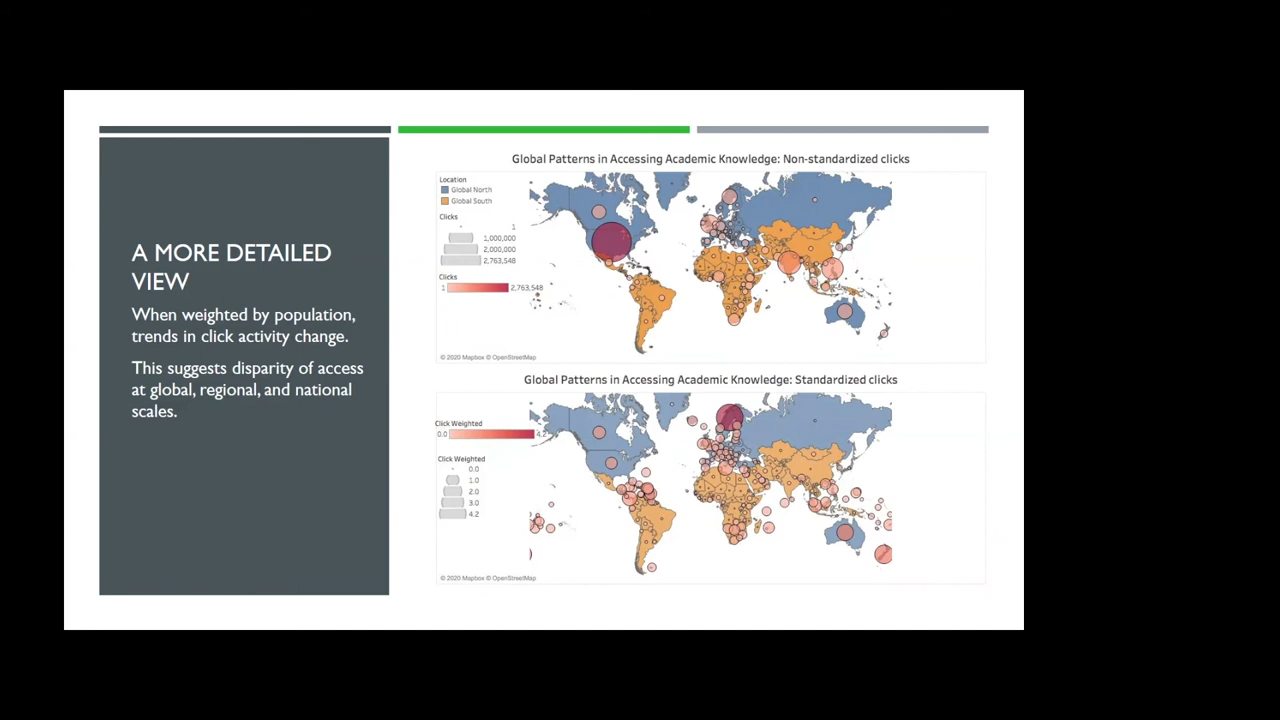 A MORE DETAILED
VIEW
When weighted by population,
trends in click activity change.
This suggests disparity of access
at global, regional, and national
scales.
Global Patterns in Accessing Academic Knowledge: Non-standardized clicks
Location
Global North
Global South
Clicks
1
1,000,000
2,000,000
2,763,548
Clicks
1 2,763,548
© 2020 Mapbox © OpenStreetMap
Global Patterns in Accessing Academic Knowledge: Standardized clicks
Click Weighted
0.0 4.2
Click Weighted
0.0
1.0
2.0
3.0
4.2
© 2020 Mapbox © OpenStreetMap